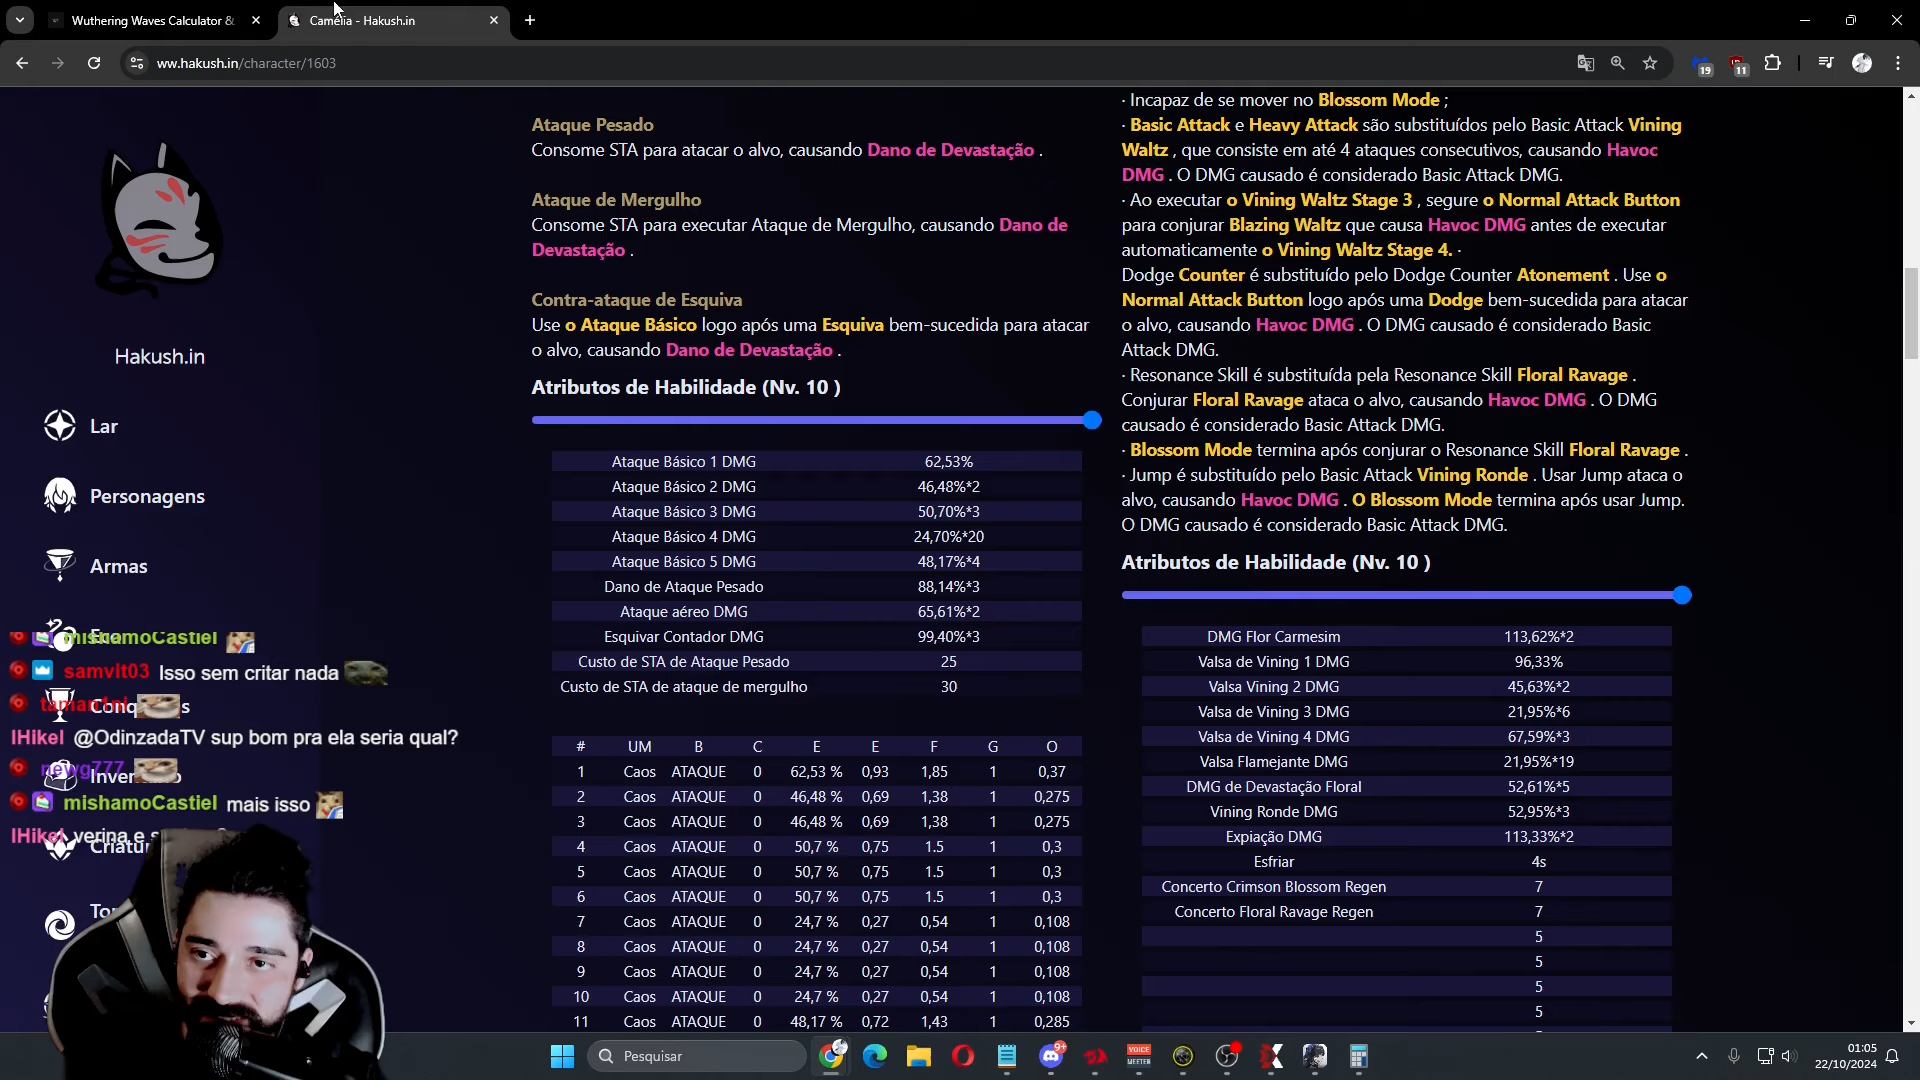 Wuthering Waves Calculator &
Camélia - Hakush.in
ww.hakush.in/character/1603
19
11
Hakush.in
Lar
Personagens
Armas
mishamoCastiel
samvlt03 Isso sem critar nada
IHikel @OdinzadaTV sup bom pra ela seria qual?
newg777
mishamoCastiel mais isso
IHikel verina e
Ataque Pesado
Consome STA para atacar o alvo, causando Dano de Devastação .
Ataque de Mergulho
Consome STA para executar Ataque de Mergulho, causando Dano de
Devastação .
Contra-ataque de Esquiva
Use o Ataque Básico logo após uma Esquiva bem-sucedida para atacar
o alvo, causando Dano de Devastação .
Atributos de Habilidade (Nv. 10 )
Ataque Básico 1 DMG 62,53%
Ataque Básico 2 DMG 46,48%*2
Ataque Básico 3 DMG 50,70%*3
Ataque Básico 4 DMG 24,70%*20
Ataque Básico 5 DMG 48,17%*4
Dano de Ataque Pesado 88,14%*3
Ataque aéreo DMG 65,61%*2
Esquivar Contador DMG 99,40%*3
Custo de STA de Ataque Pesado 25
Custo de STA de ataque de mergulho 30
# UM B C E E F G O
1 Caos ATAQUE 0 62,53 % 0,93 1,85 1 0,37
2 Caos ATAQUE 0 46,48 % 0,69 1,38 1 0,275
3 Caos ATAQUE 0 46,48 % 0,69 1,38 1 0,275
4 Caos ATAQUE 0 50,7 % 0,75 1.5 1 0,3
5 Caos ATAQUE 0 50,7 % 0,75 1.5 1 0,3
6 Caos ATAQUE 0 50,7 % 0,75 1.5 1 0,3
7 Caos ATAQUE 0 24,7 % 0,27 0,54 1 0,108
8 Caos ATAQUE 0 24,7 % 0,27 0,54 1 0,108
9 Caos ATAQUE 0 24,7 % 0,27 0,54 1 0,108
10 Caos ATAQUE 0 24,7 % 0,27 0,54 1 0,108
11 Caos ATAQUE 0 48,17 % 0,72 1,43 1 0,285
· Incapaz de se mover no Blossom Mode ;
· Basic Attack e Heavy Attack são substituídos pelo Basic Attack Vining
Waltz , que consiste em até 4 ataques consecutivos, causando Havoc
DMG . O DMG causado é considerado Basic Attack DMG.
· Ao executar o Vining Waltz Stage 3 , segure o Normal Attack Button
para conjurar Blazing Waltz que causa Havoc DMG antes de executar
automaticamente o Vining Waltz Stage 4. ·
Dodge Counter é substituído pelo Dodge Counter Atonement . Use o
Normal Attack Button logo após uma Dodge bem-sucedida para atacar
o alvo, causando Havoc DMG . O DMG causado é considerado Basic
Attack DMG.
· Resonance Skill é substituída pela Resonance Skill Floral Ravage .
Conjurar Floral Ravage ataca o alvo, causando Havoc DMG . O DMG
causado é considerado Basic Attack DMG.
· Blossom Mode termina após conjurar o Resonance Skill Floral Ravage .
· Jump é substituído pelo Basic Attack Vining Ronde . Usar Jump ataca o
alvo, causando Havoc DMG . O Blossom Mode termina após usar Jump.
O DMG causado é considerado Basic Attack DMG.
Atributos de Habilidade (Nv. 10 )
DMG Flor Carmesim 113,62%*2
Valsa de Vining 1 DMG 96,33%
Valsa Vining 2 DMG 45,63%*2
Valsa de Vining 3 DMG 21,95%*6
Valsa de Vining 4 DMG 67,59%*3
Valsa Flamejante DMG 21,95%*19
DMG de Devastação Floral 52,61%*5
Vining Ronde DMG 52,95%*3
Expiação DMG 113,33%*2
Esfriar 4s
Concerto Crimson Blossom Regen 7
Concerto Floral Ravage Regen 7
5
5
5
5
Pesquisar
9+
VOICE
MEETER
01:05
22/10/2024